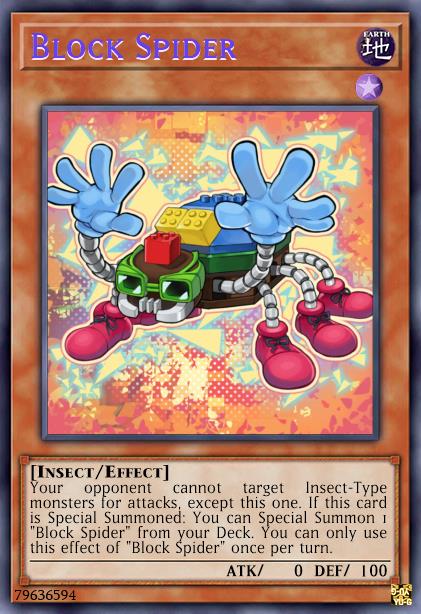 Block Spider
EARTH
地
[Insect/Effect]
Your opponent cannot target Insect-Type
monsters for attacks, except this one. If this card
is Special Summoned: You can Special Summon 1
"Block Spider" from your Deck. You can only use
this effect of "Block Spider" once per turn.
ATK/ 0 DEF/ 100
79636594